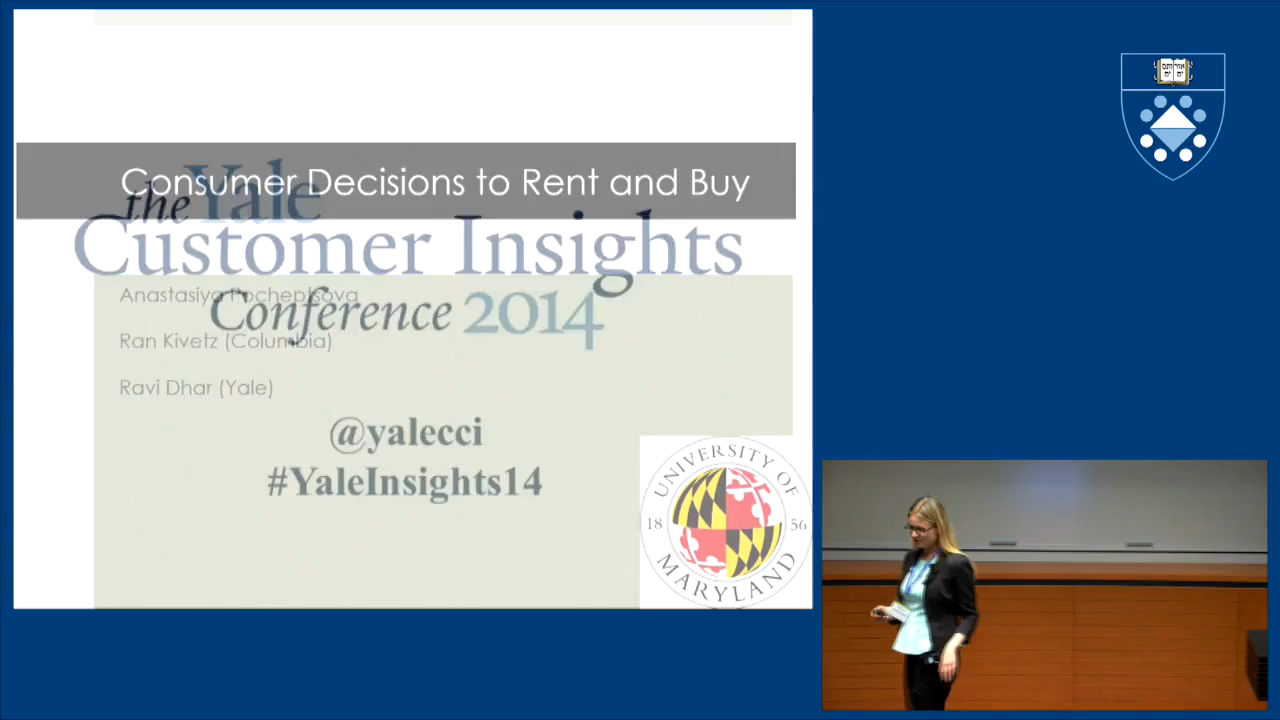 Consumer Decisions to Rent and Buy
the Yale
Customer Insights
Conference 2014
Anastasiya Pocheptsova
Ran Kivetz (Columbia)
Ravi Dhar (Yale)
@yalecci
#YaleInsights14
UNIVERSITY OF
18 56
MARYLAND